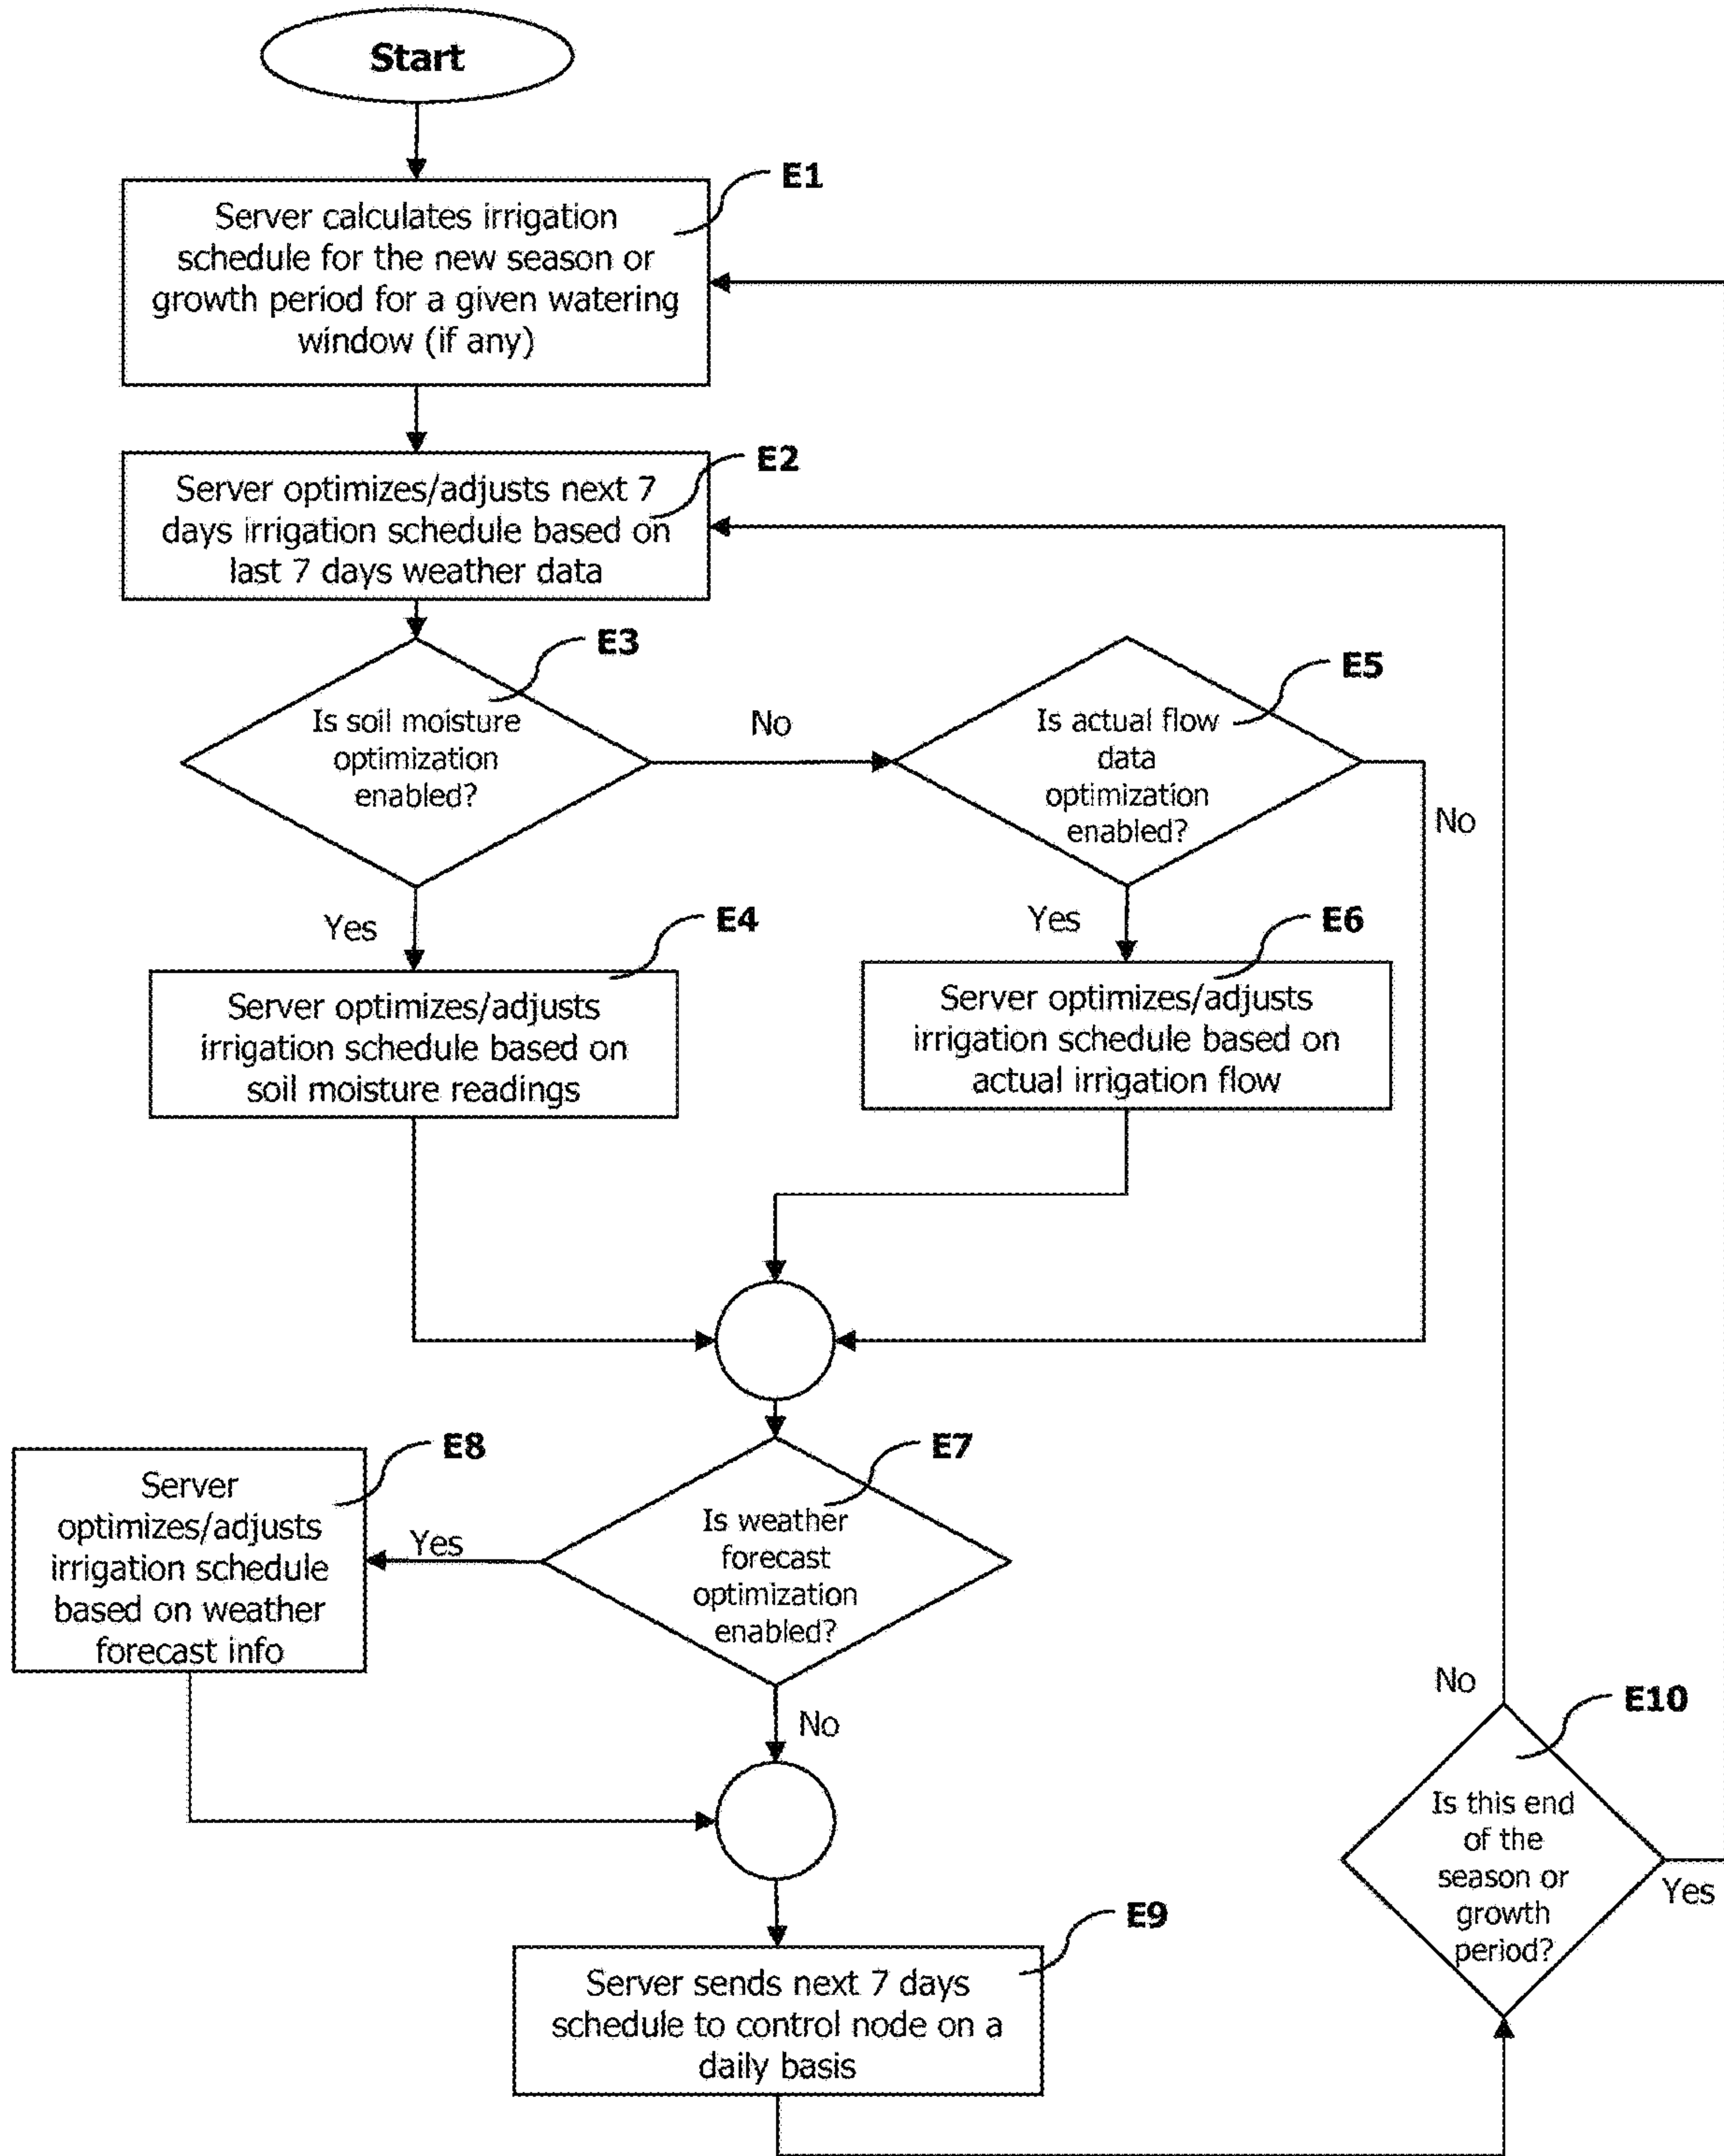 Start
E1
Server calculates irrigation
schedule for the new season or
growth period for a given watering
window (if any)
E2
Server optimizes/adjusts next 7
days irrigation schedule based on
last 7 days weather data
E3
Is soil moisture
optimization
enabled?
No
E5
Is actual flow
data
optimization
enabled?
No
Yes
E4
Server optimizes/adjusts
irrigation schedule based on
soil moisture readings
Yes
E6
Server optimizes/adjusts
irrigation schedule based on
actual irrigation flow
E7
Is weather
forecast
optimization
enabled?
Yes
E8
Server
optimizes/adjusts
irrigation schedule
based on weather
forecast info
No
E9
Server sends next 7 days
schedule to control node on a
daily basis
No
E10
Is this end
of the
season or
growth
period?
Yes